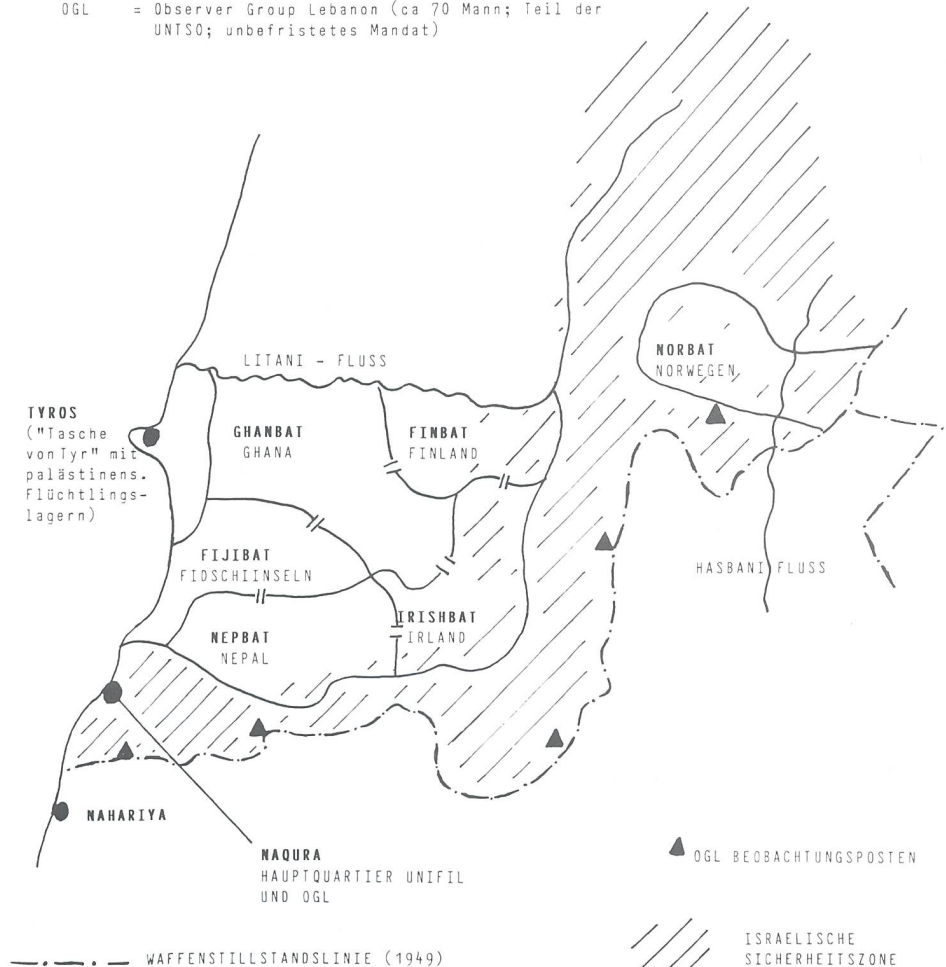 OGL = Observer Group Lebanon (ca 70 Mann; Teil der
UNTSO; unbefristetes Mandat)
LITANI - FLUSS
NORBAT
NORWEGEN
TYROS
("Tasche
von Tyr" mit
palästinens.
Flüchtlings-
lagern)
GHANBAT
GHANA
FINBAT
FINLAND
FIJIBAT
FIDSCHIINSELN
HASBANI FLUSS
IRISHBAT
IRLAND
NEPBAT
NEPAL
NAHARIYA
NAQURA
HAUPTQUARTIER UNIFIL
UND OGL
OGL BEOBACHTUNGSPOSTEN
WAFFENSTILLSTANDSLINIE (1949)
ISRAELISCHE
SICHERHEITSZONE